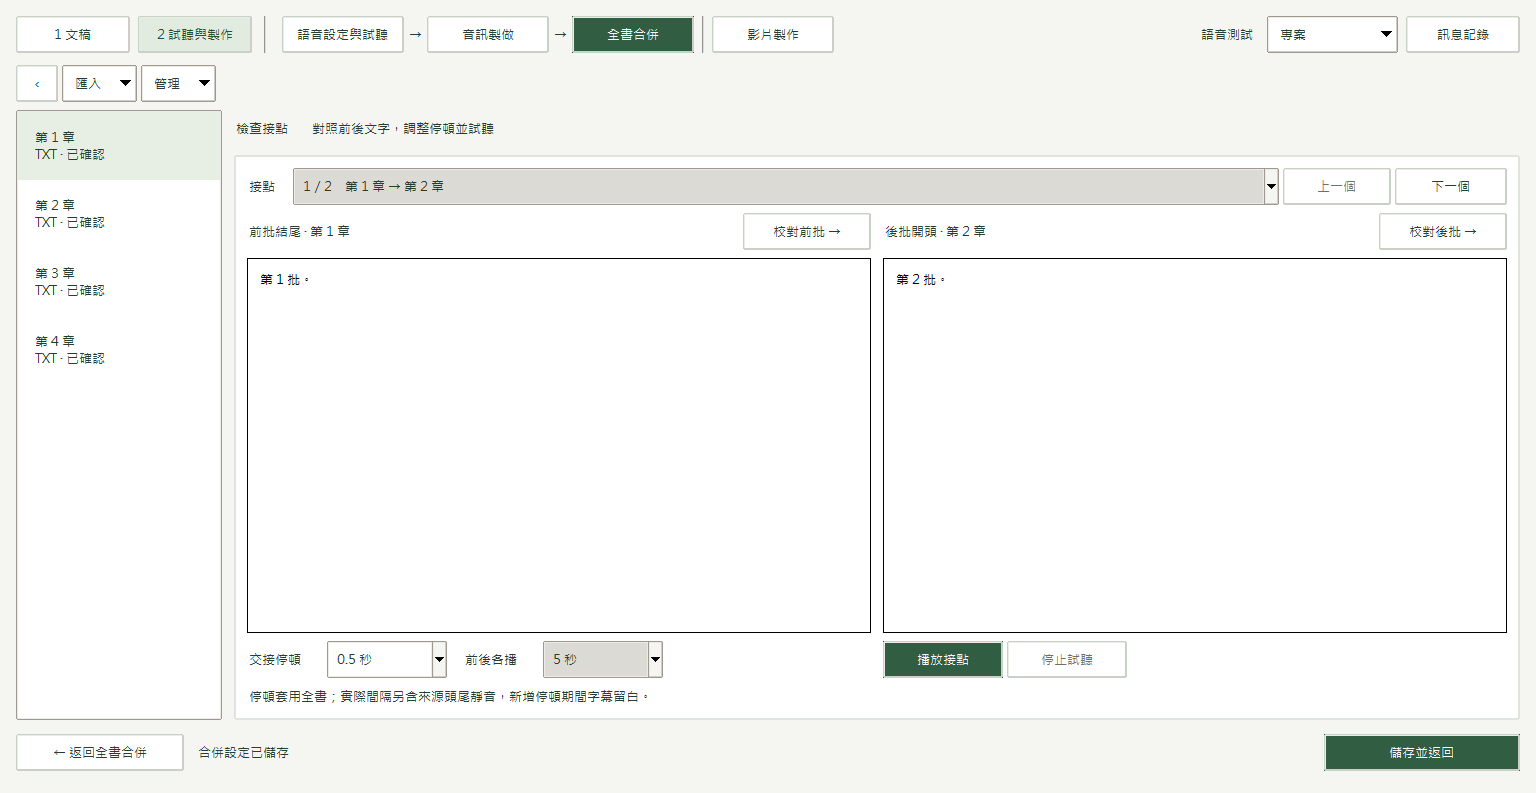 1 文稿
2 試聽與製作
語音設定與試聽
→
音訊製做
→
全書合併
影片製作
語音測試
專案
訊息記錄
‹
匯入
管理
第 1 章
TXT · 已確認
第 2 章
TXT · 已確認
第 3 章
TXT · 已確認
第 4 章
TXT · 已確認
檢查接點 對照前後文字，調整停頓並試聽
接點
1 / 2 第 1 章 → 第 2 章
上一個
下一個
前批結尾 · 第 1 章
校對前批 →
後批開頭 · 第 2 章
校對後批 →
第 1 批。
第 2 批。
交接停頓
0.5 秒
前後各播
5 秒
播放接點
停止試聽
停頓套用全書；實際間隔另含來源頭尾靜音，新增停頓期間字幕留白。
← 返回全書合併
合併設定已儲存
儲存並返回